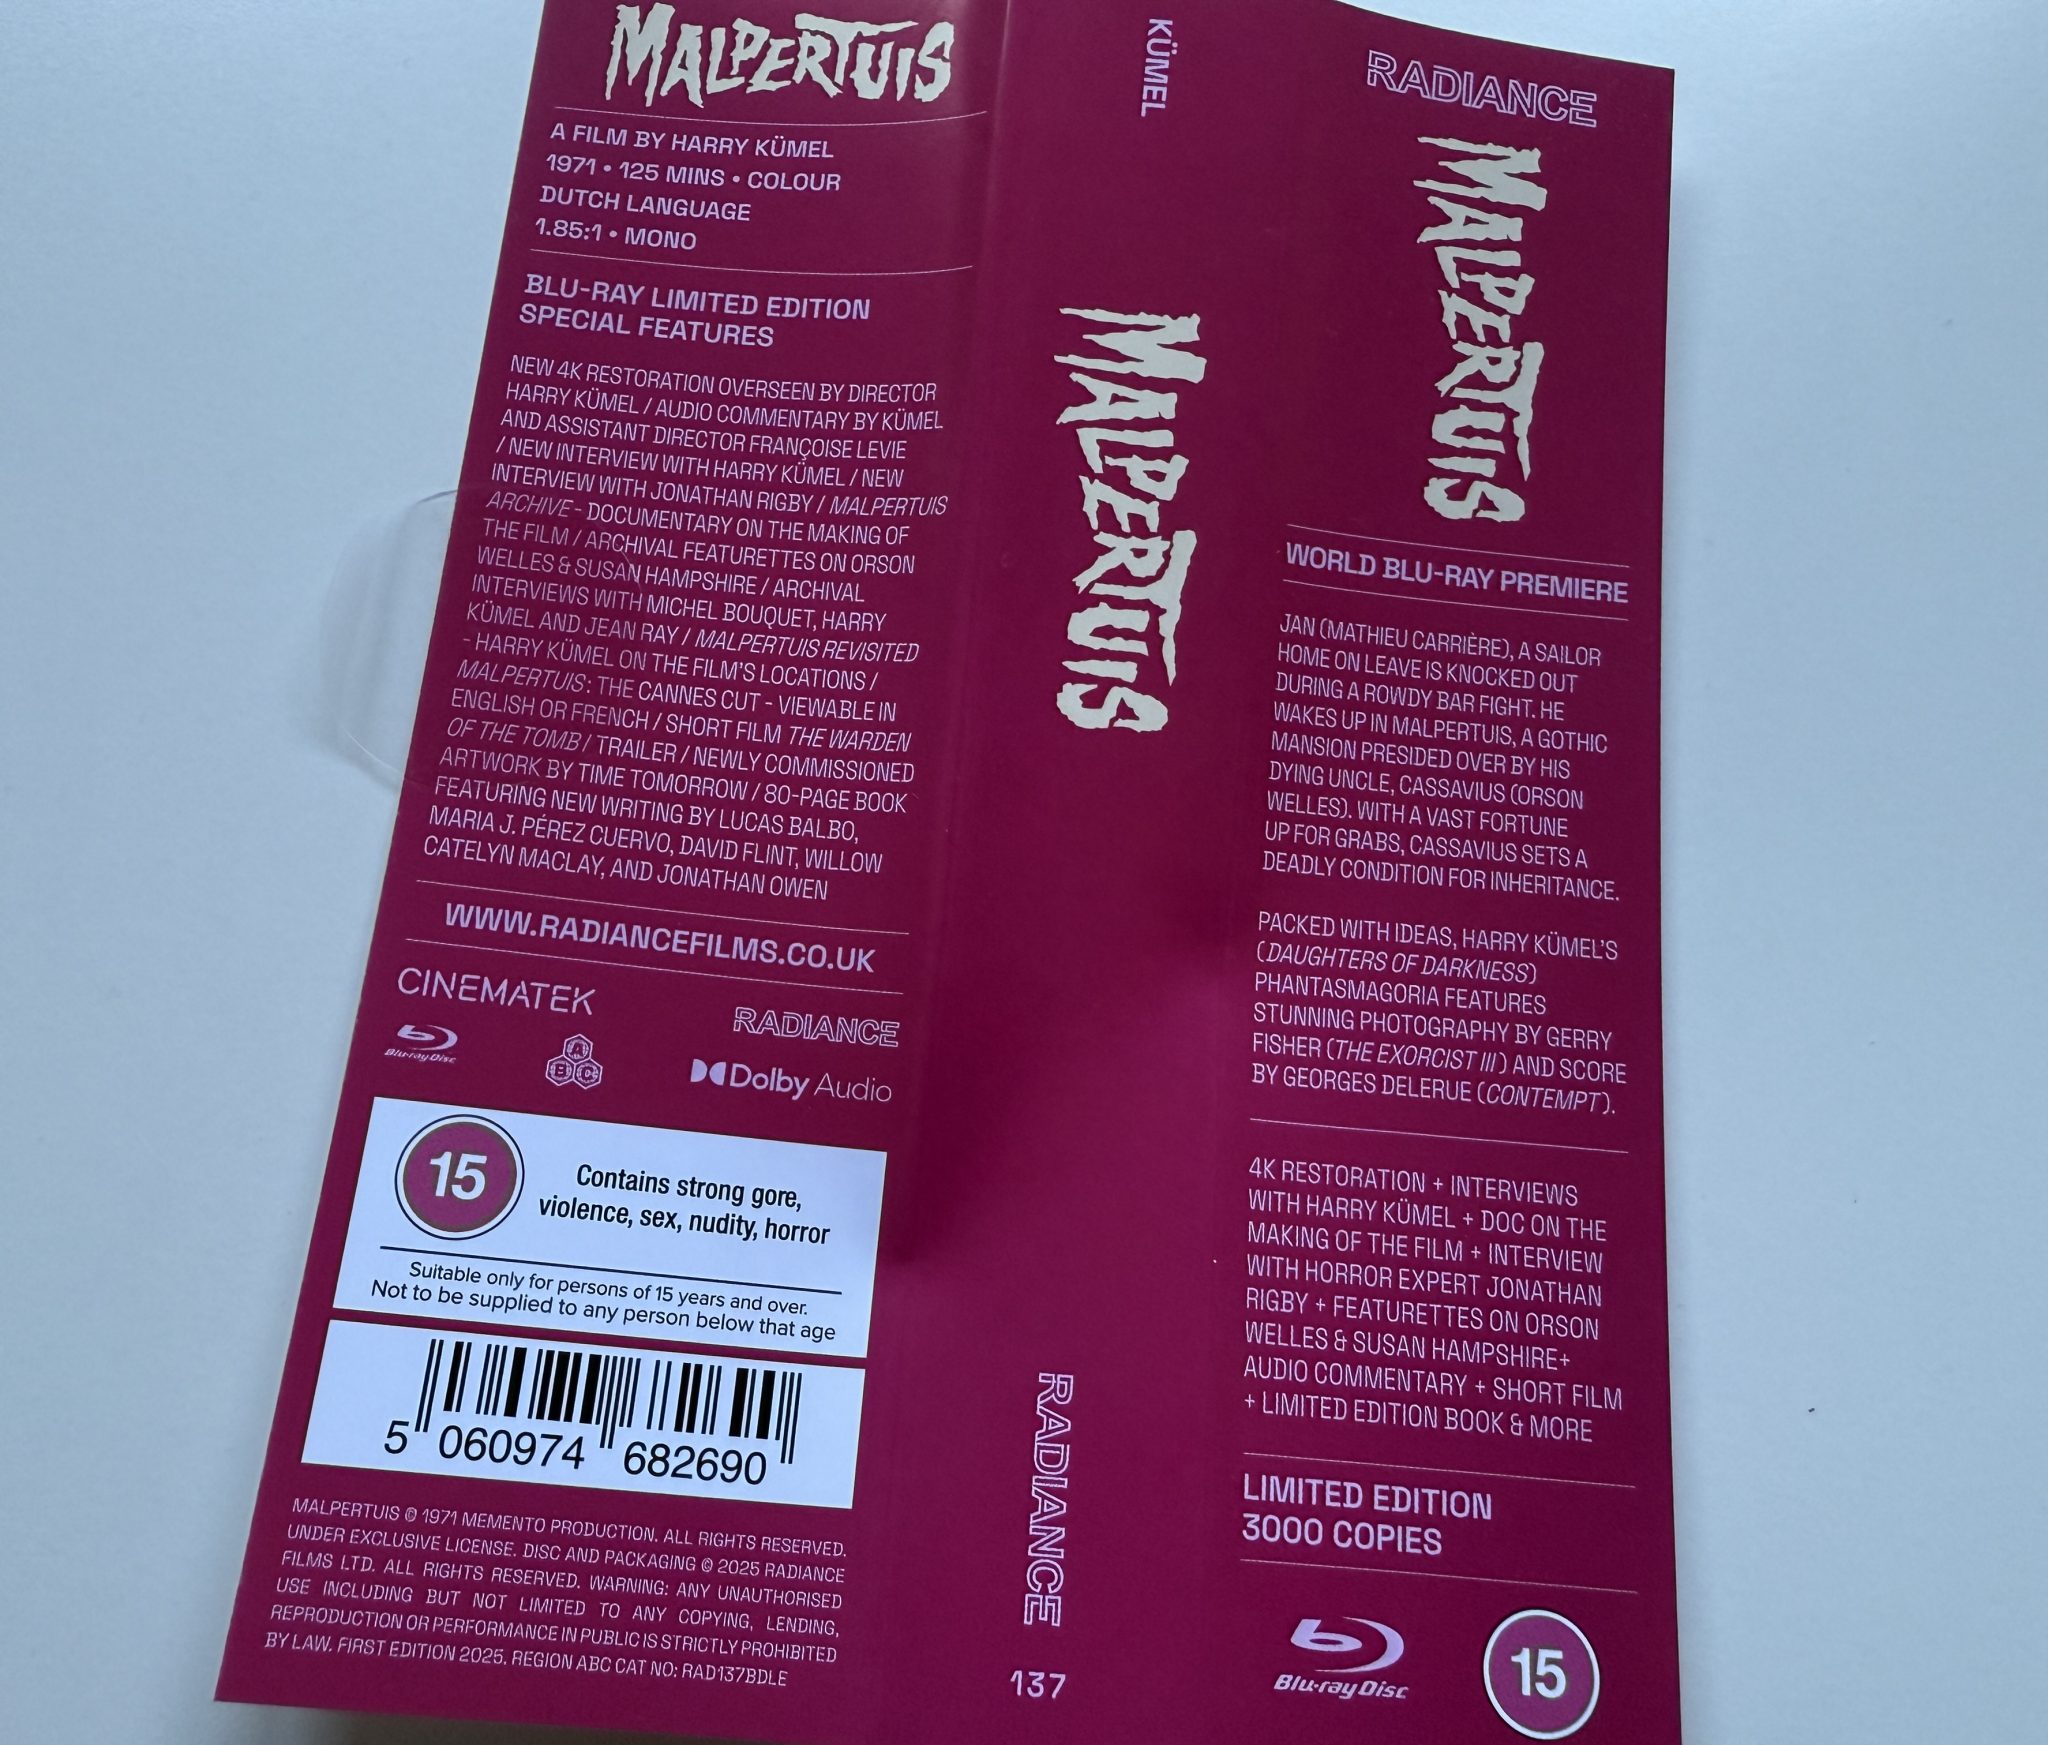 MALPERTUIS
A FILM BY HARRY KÜMEL
1971 • 125 MINS • COLOUR
DUTCH LANGUAGE
1.85:1 • MONO
BLU-RAY LIMITED EDITION
SPECIAL FEATURES
NEW 4K RESTORATION OVERSEEN BY DIRECTOR
HARRY KÜMEL / AUDIO COMMENTARY BY KÜMEL
AND ASSISTANT DIRECTOR FRANÇOISE LEVIE
/ NEW INTERVIEW WITH HARRY KÜMEL / NEW
INTERVIEW WITH JONATHAN RIGBY / MALPERTUIS
ARCHIVE - DOCUMENTARY ON THE MAKING OF
THE FILM / ARCHIVAL FEATURETTES ON ORSON
WELLES & SUSAN HAMPSHIRE / ARCHIVAL
INTERVIEWS WITH MICHEL BOUQUET, HARRY
KÜMEL AND JEAN RAY / MALPERTUIS REVISITED
- HARRY KÜMEL ON THE FILM'S LOCATIONS /
MALPERTUIS: THE CANNES CUT - VIEWABLE IN
ENGLISH OR FRENCH / SHORT FILM THE WARDEN
OF THE TOMB / TRAILER / NEWLY COMMISSIONED
ARTWORK BY TIME TOMORROW / 80-PAGE BOOK
FEATURING NEW WRITING BY LUCAS BALBO,
MARIA J. PÉREZ CUERVO, DAVID FLINT, WILLOW
CATELYN MACLAY, AND JONATHAN OWEN
WWW.RADIANCEFILMS.CO.UK
CINEMATEK
RADIANCE
Blu-ray Disc
A
B C
Dolby Audio
15
Contains strong gore,
violence, sex, nudity, horror
Suitable only for persons of 15 years and over.
Not to be supplied to any person below that age
5 060974 682690
MALPERTUIS © 1971 MEMENTO PRODUCTION. ALL RIGHTS RESERVED.
UNDER EXCLUSIVE LICENSE. DISC AND PACKAGING © 2025 RADIANCE
FILMS LTD. ALL RIGHTS RESERVED. WARNING: ANY UNAUTHORISED
USE INCLUDING BUT NOT LIMITED TO ANY COPYING, LENDING,
REPRODUCTION OR PERFORMANCE IN PUBLIC IS STRICTLY PROHIBITED
BY LAW. FIRST EDITION 2025. REGION ABC CAT NO: RAD137BDLE
KÜMEL
MALPERTUIS
RADIANCE
137
RADIANCE
MALPERTUIS
WORLD BLU-RAY PREMIERE
JAN (MATHIEU CARRIÈRE), A SAILOR
HOME ON LEAVE IS KNOCKED OUT
DURING A ROWDY BAR FIGHT. HE
WAKES UP IN MALPERTUIS, A GOTHIC
MANSION PRESIDED OVER BY HIS
DYING UNCLE, CASSAVIUS (ORSON
WELLES). WITH A VAST FORTUNE
UP FOR GRABS, CASSAVIUS SETS A
DEADLY CONDITION FOR INHERITANCE.
PACKED WITH IDEAS, HARRY KÜMEL'S
(DAUGHTERS OF DARKNESS)
PHANTASMAGORIA FEATURES
STUNNING PHOTOGRAPHY BY GERRY
FISHER (THE EXORCIST III) AND SCORE
BY GEORGES DELERUE (CONTEMPT).
4K RESTORATION + INTERVIEWS
WITH HARRY KÜMEL + DOC ON THE
MAKING OF THE FILM + INTERVIEW
WITH HORROR EXPERT JONATHAN
RIGBY + FEATURETTES ON ORSON
WELLES & SUSAN HAMPSHIRE+
AUDIO COMMENTARY + SHORT FILM
+ LIMITED EDITION BOOK & MORE
LIMITED EDITION
3000 COPIES
Blu-ray Disc
15